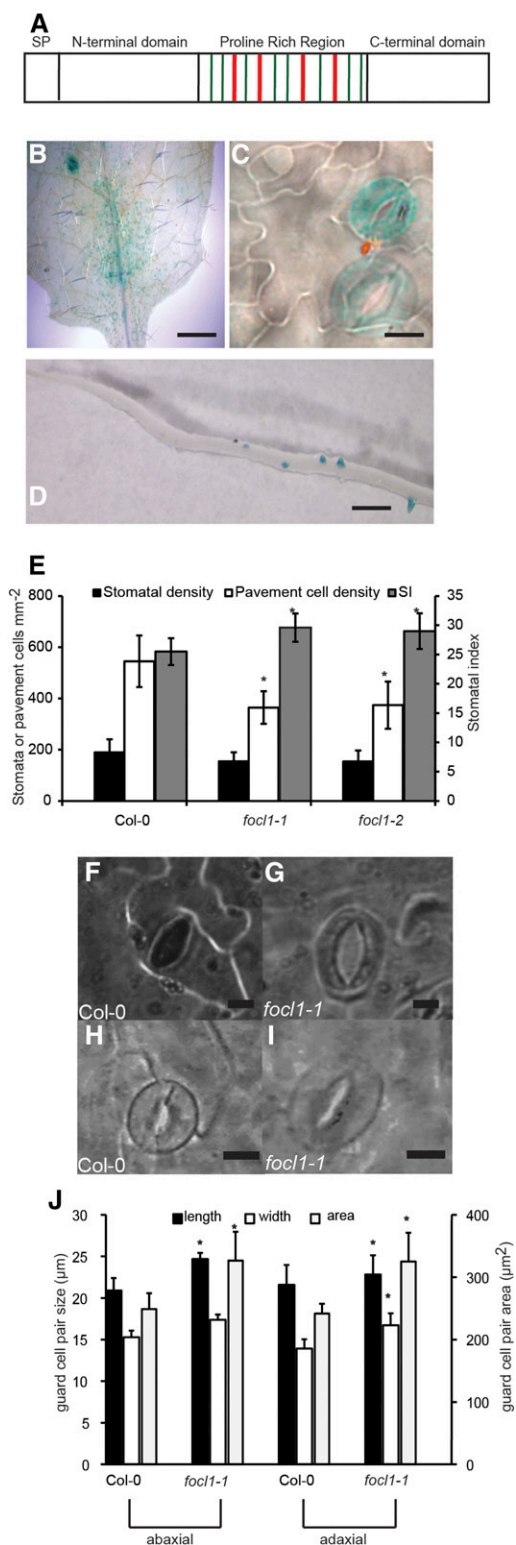 A
SP N-terminal domain Proline Rich Region C-terminal domain
B
C
D
E
Stomatal density Pavement cell density SI
Stomata or pavement cells mm-2
800
600
400
200
0
35
30
25
20
15
10
5
0
Stomatal index
* * * *
Col-0 focl1-1 focl1-2
F G
Col-0 focl1-1
H I
Col-0 focl1-1
J
length width area
guard cell pair size (µm)
30
25
20
15
10
5
0
400
300
200
100
0
guard cell pair area (µm2)
* * * * *
Col-0 focl1-1 Col-0 focl1-1
abaxial adaxial